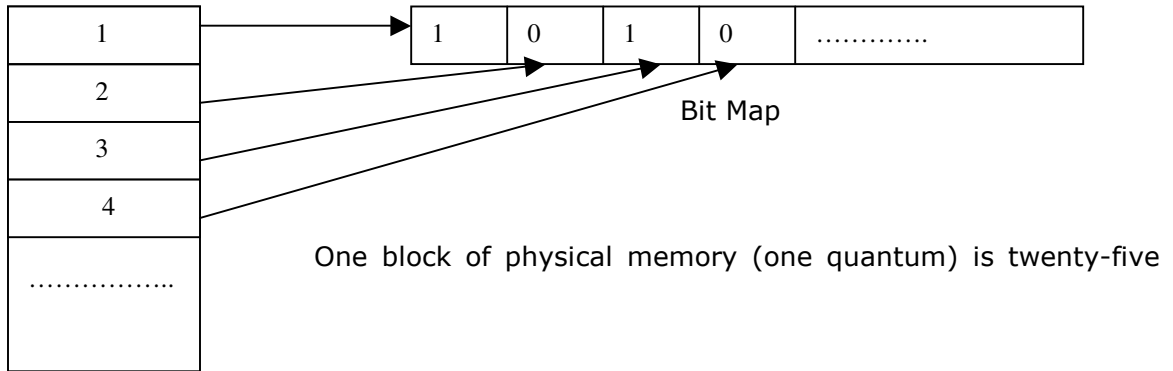 1
1 0 1 0 ………….
2
Bit Map
3
4
One block of physical memory (one quantum) is twenty-five
……………..